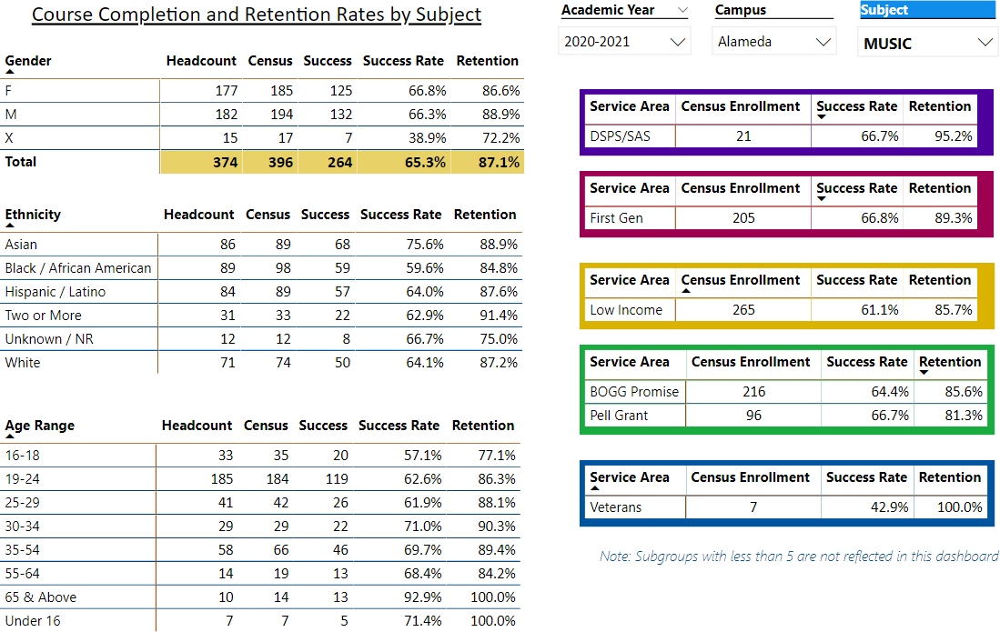 Course Completion and Retention Rates by Subject
Academic Year Campus Subject
2020-2021 Alameda MUSIC
Gender Headcount Census Success Success Rate Retention
F 177 185 125 66.8% 86.6%
M 182 194 132 66.3% 88.9%
X 15 17 7 38.9% 72.2%
Total 374 396 264 65.3% 87.1%
Ethnicity Headcount Census Success Success Rate Retention
Asian 86 89 68 75.6% 88.9%
Black / African American 89 98 59 59.6% 84.8%
Hispanic / Latino 84 89 57 64.0% 87.6%
Two or More 31 33 22 62.9% 91.4%
Unknown / NR 12 12 8 66.7% 75.0%
White 71 74 50 64.1% 87.2%
Age Range Headcount Census Success Success Rate Retention
16-18 33 35 20 57.1% 77.1%
19-24 185 184 119 62.6% 86.3%
25-29 41 42 26 61.9% 88.1%
30-34 29 29 22 71.0% 90.3%
35-54 58 66 46 69.7% 89.4%
55-64 14 19 13 68.4% 84.2%
65 & Above 10 14 13 92.9% 100.0%
Under 16 7 7 5 71.4% 100.0%
Service Area Census Enrollment Success Rate Retention
DSPS/SAS 21 66.7% 95.2%
Service Area Census Enrollment Success Rate Retention
First Gen 205 66.8% 89.3%
Service Area Census Enrollment Success Rate Retention
Low Income 265 61.1% 85.7%
Service Area Census Enrollment Success Rate Retention
BOGG Promise 216 64.4% 85.6%
Pell Grant 96 66.7% 81.3%
Service Area Census Enrollment Success Rate Retention
Veterans 7 42.9% 100.0%
Note: Subgroups with less than 5 are not reflected in this dashboard